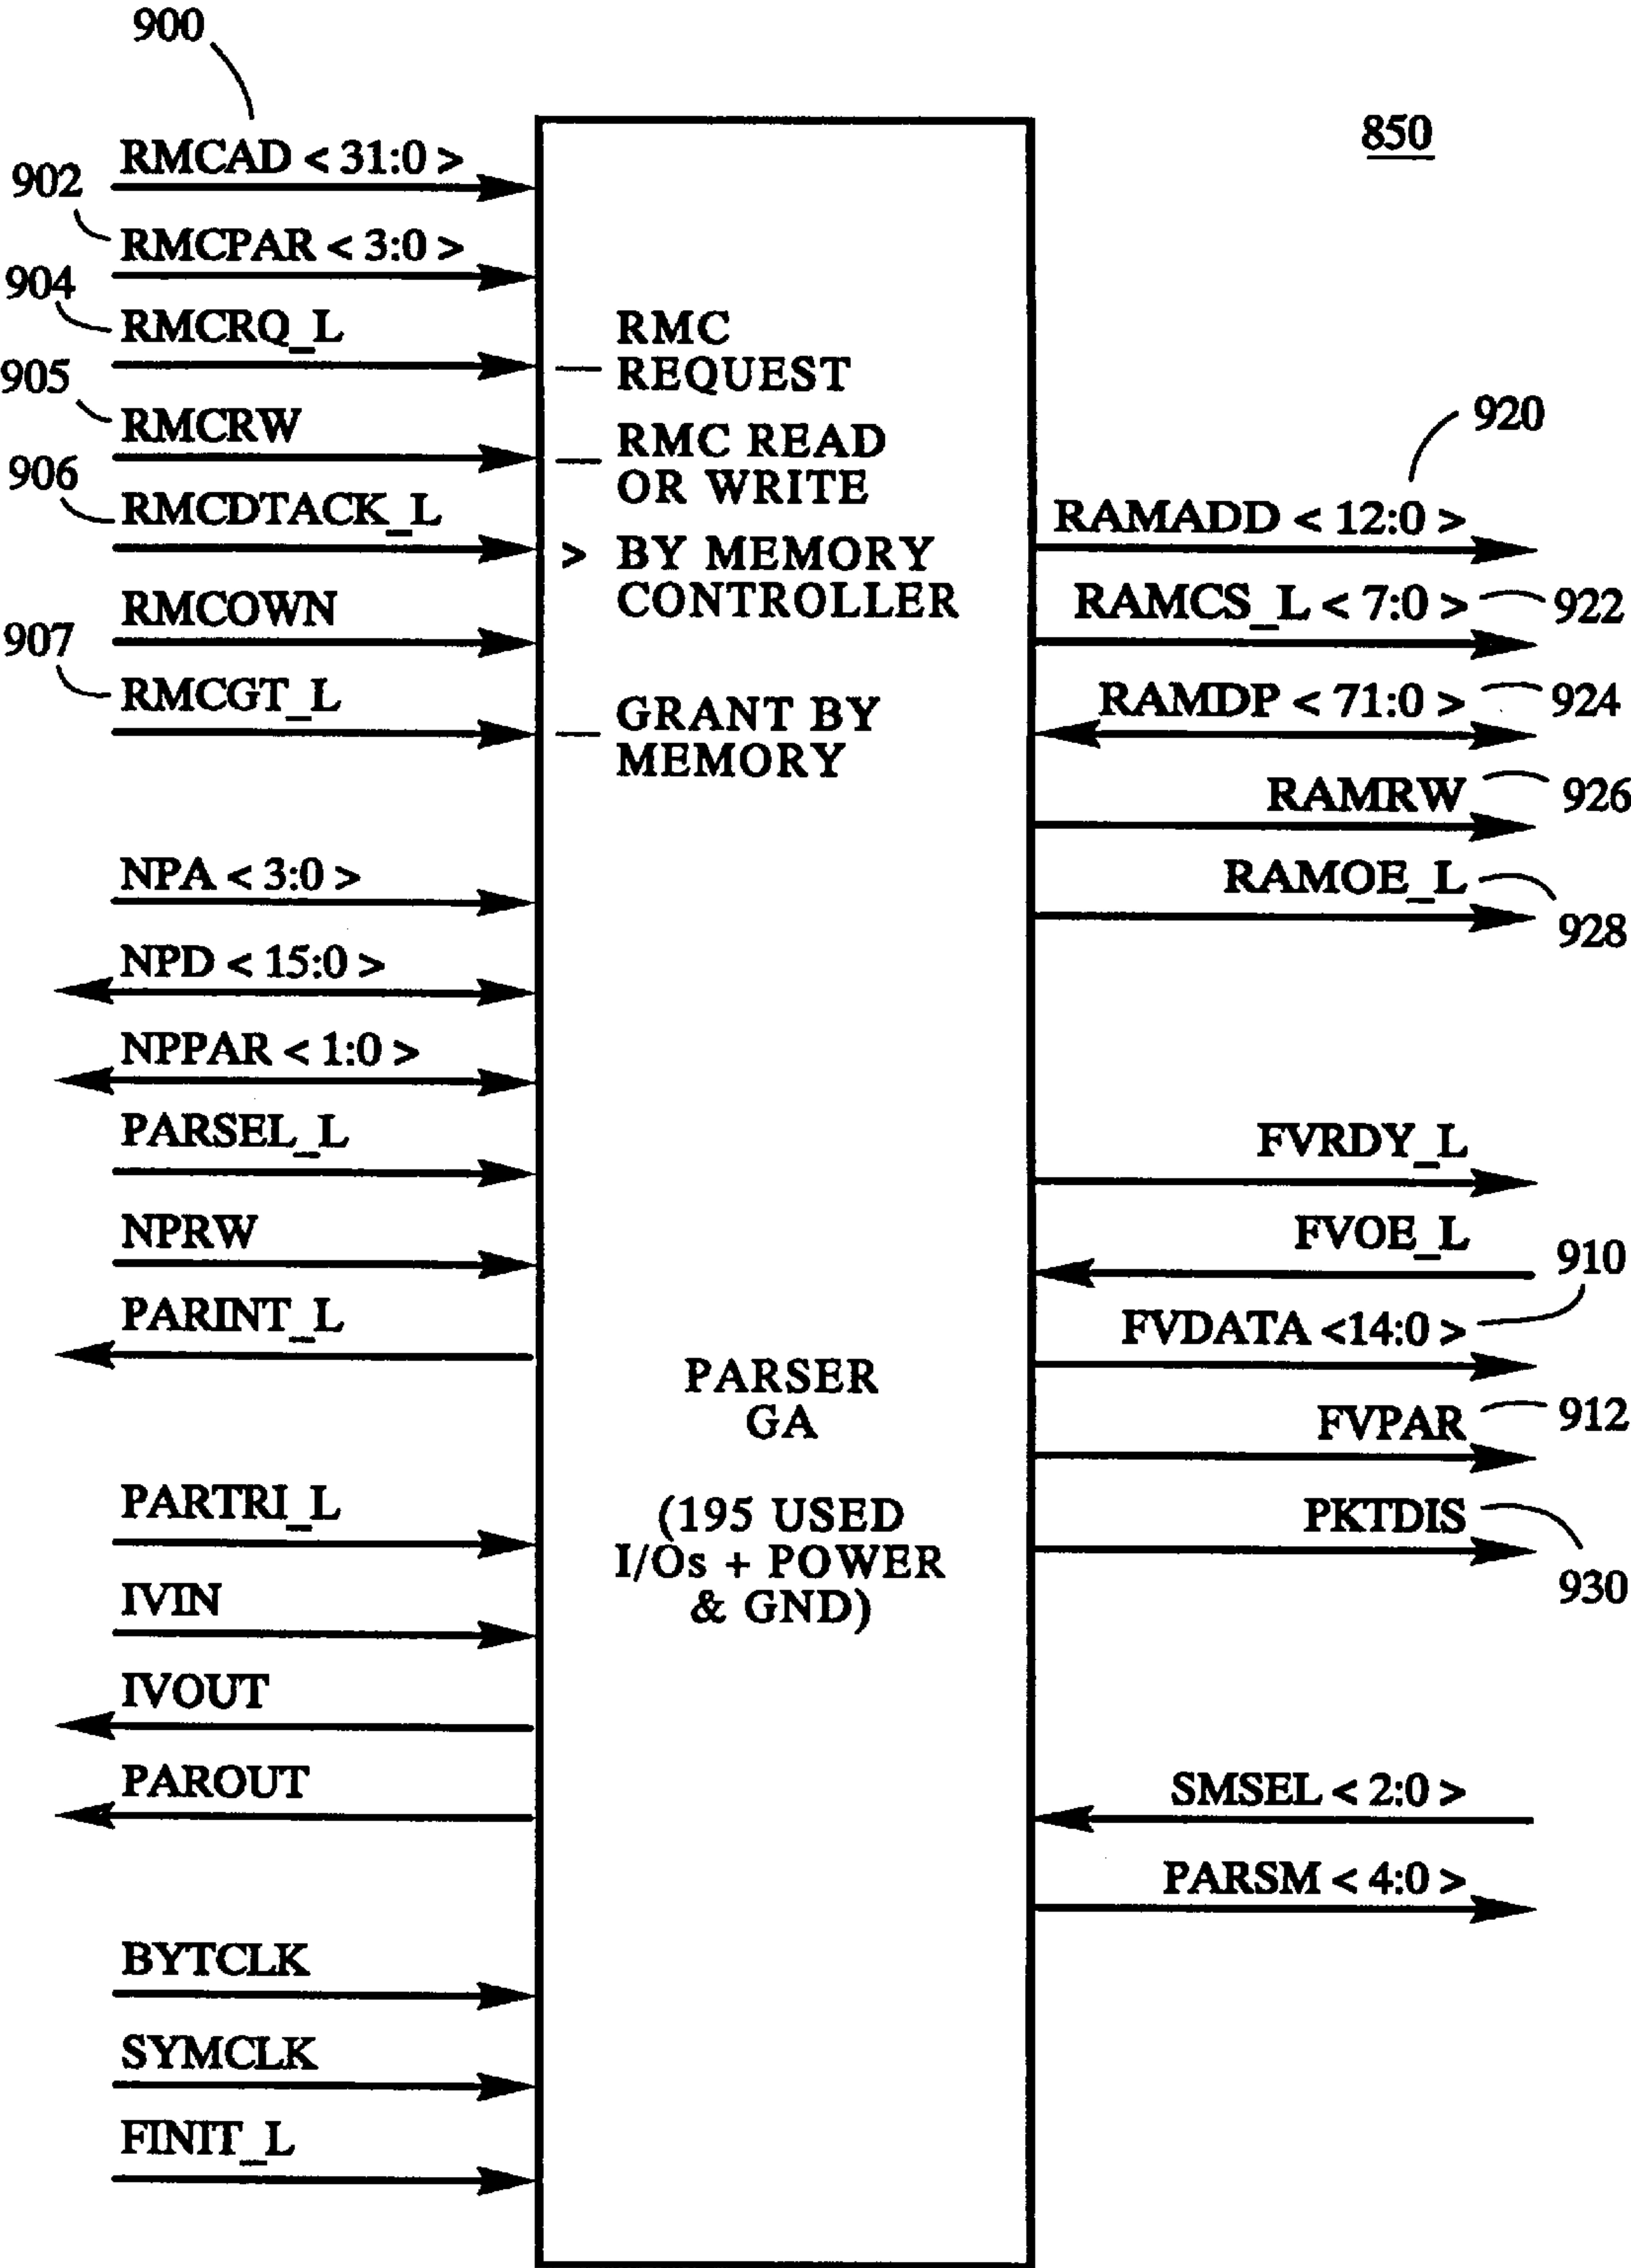 900
850
RMCAD < 31:0 >
902
RMCPAR < 3:0 >
904
RMCRQ_L
905
RMCRW
906
RMCDTACK_L
RMCOWN
907
RMCGT_L
NPA < 3:0 >
NPD < 15:0 >
NPPAR < 1:0 >
PARSEL_L
NPRW
PARINT_L
PARTRI_L
IVIN
IVOUT
PAROUT
BYTCLK
SYMCLK
FINIT_L
— RMC
REQUEST
— RMC READ
OR WRITE
> BY MEMORY
CONTROLLER
— GRANT BY
MEMORY
PARSER
GA
(195 USED
I/Os + POWER
& GND)
920
RAMADD < 12:0 >
RAMCS_L < 7:0 > 922
RAMDP < 71:0 > 924
RAMRW 926
RAMOE_L
928
FVRDY_L
FVOE_L
910
FVDATA <14:0 >
FVPAR 912
PKTDIS
930
SMSEL < 2:0 >
PARSM < 4:0 >